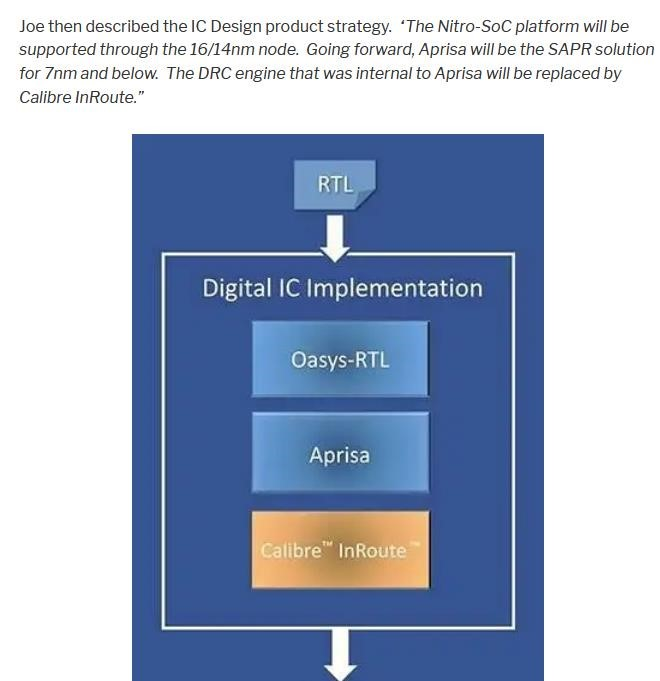 Joe then described the IC Design product strategy. ‘The Nitro-SoC platform will be
supported through the 16/14nm node. Going forward, Aprisa will be the SAPR solution
for 7nm and below. The DRC engine that was internal to Aprisa will be replaced by
Calibre InRoute.”
RTL
Digital IC Implementation
Oasys-RTL
Aprisa
Calibre™ InRoute™